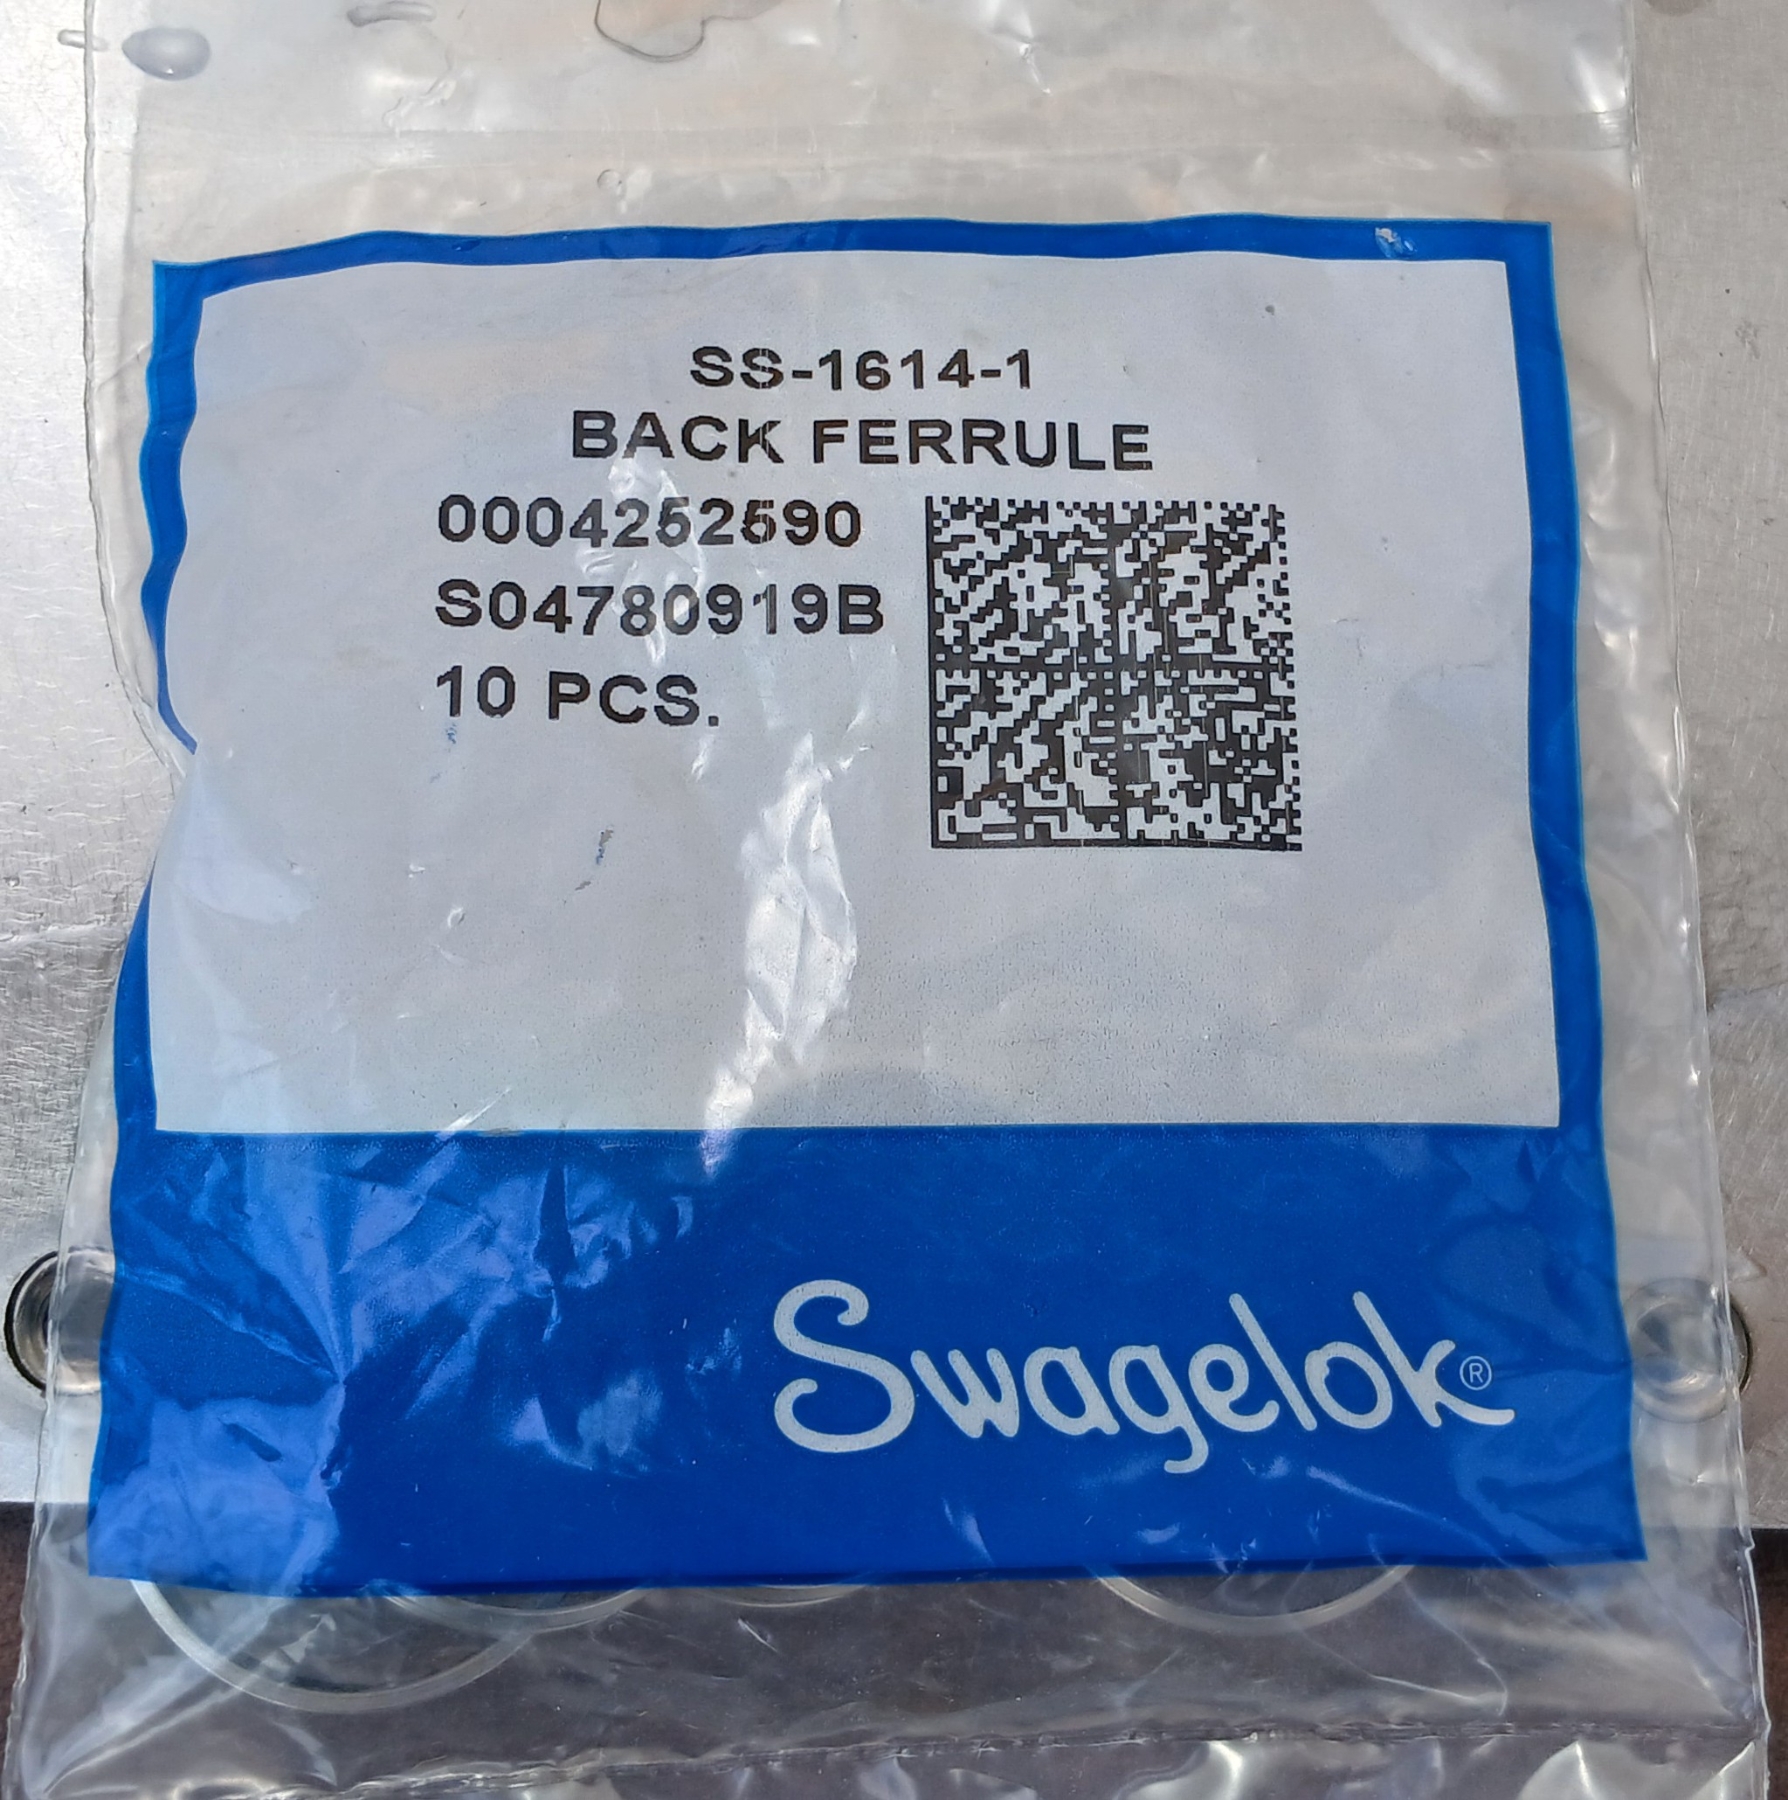 SS-1614-1
BACK FERRULE
0004252590
S04780919B
10 PCS.
Swagelok®